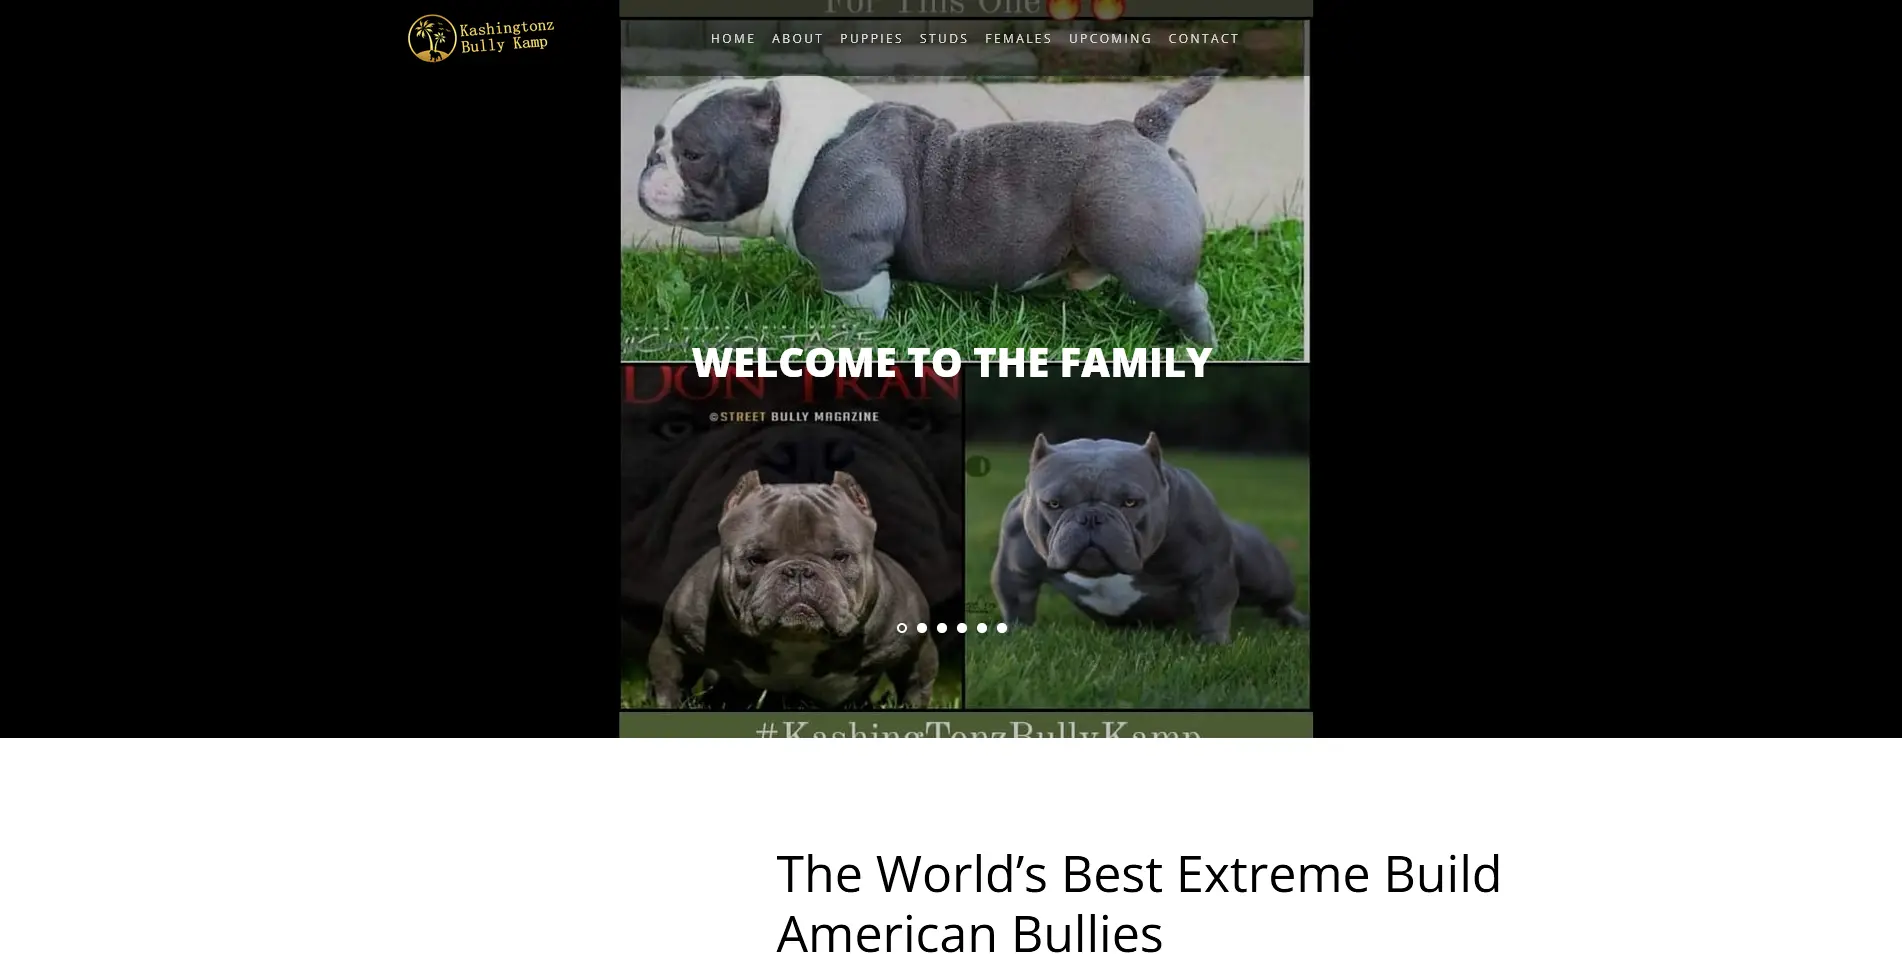 For This One🔥🔥
Kashingtonz
Bully Kamp
HOME ABOUT PUPPIES STUDS FEMALES UPCOMING CONTACT
WELCOME TO THE FAMILY
DON TRAN
©STREET BULLY MAGAZINE
#KashingTonzBullyKamp
The World’s Best Extreme Build
American Bullies